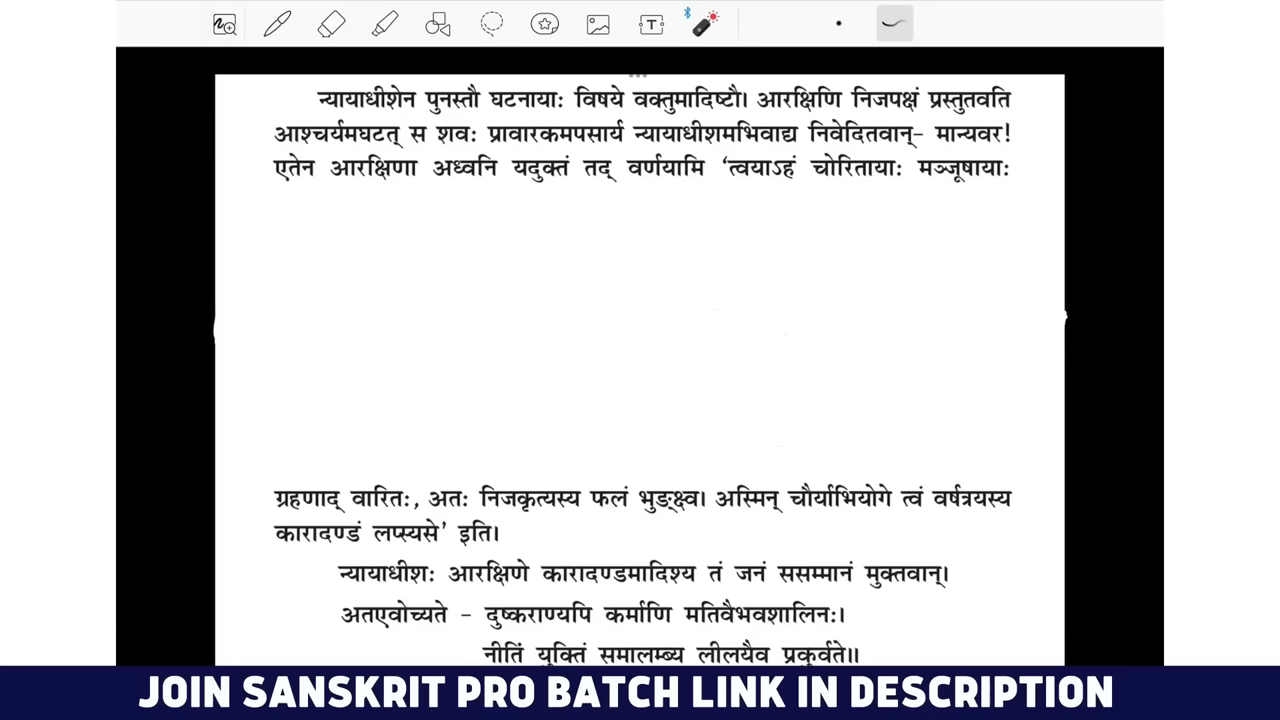 न्यायाधीशेन पुनस्तौ घटनायाः विषये वक्तुमादिष्टौ। आरक्षिणि निजपक्षं प्रस्तुतवति
आश्चर्यमघटत् स शवः प्रावारकमपसार्य न्यायाधीशमभिवाद्य निवेदितवान्- मान्यवर!
एतेन आरक्षिणा अध्वनि यदुक्तं तद् वर्णयामि ‘त्वयाऽहं चोरितायाः मञ्जूषायाः
ग्रहणाद् वारितः, अतः निजकृत्यस्य फलं भुङ्क्ष्व। अस्मिन् चौर्याभियोगे त्वं वर्षत्रयस्य
कारादण्डं लप्स्यसे’ इति।
न्यायाधीशः आरक्षिणे कारादण्डमादिश्य तं जनं ससम्मानं मुक्तवान्।
अतएवोच्यते - दुष्कराण्यपि कर्माणि मतिवैभवशालिनः।
नीतिं युक्तिं समालम्ब्य लीलयैव प्रकुर्वते॥
JOIN SANSKRIT PRO BATCH LINK IN DESCRIPTION